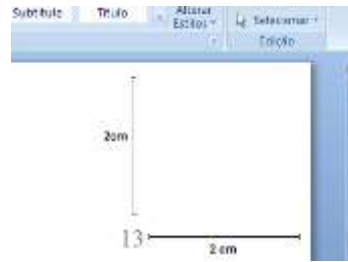 Subtítulo Título Alterar
Estilos Selecionar
Edição
2cm
13
2 cm